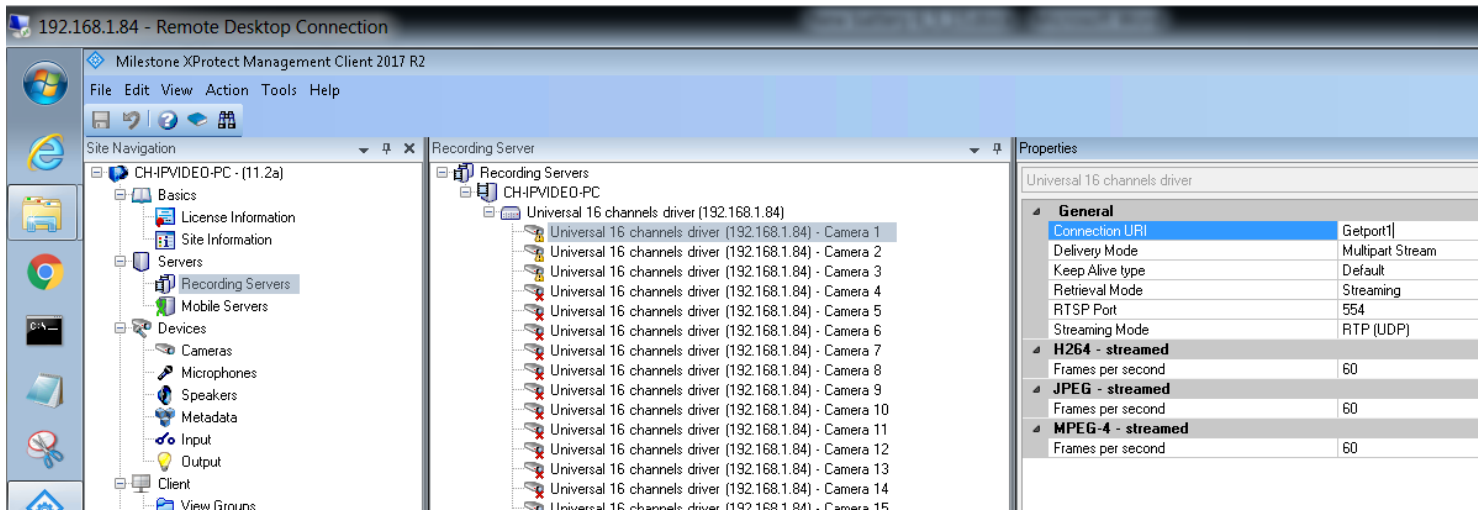 192.168.1.84 - Remote Desktop Connection
Milestone XProtect Management Client 2017 R2
File Edit View Action Tools Help
Site Navigation
CH-IPVIDEO-PC - (11.2a)
Basics
License Information
Site Information
Servers
Recording Servers
Mobile Servers
Devices
Cameras
Microphones
Speakers
Metadata
Input
Output
Client
View Groups
Recording Server
Recording Servers
CH-IPVIDEO-PC
Universal 16 channels driver (192.168.1.84)
Universal 16 channels driver (192.168.1.84) - Camera 1
Universal 16 channels driver (192.168.1.84) - Camera 2
Universal 16 channels driver (192.168.1.84) - Camera 3
Universal 16 channels driver (192.168.1.84) - Camera 4
Universal 16 channels driver (192.168.1.84) - Camera 5
Universal 16 channels driver (192.168.1.84) - Camera 6
Universal 16 channels driver (192.168.1.84) - Camera 7
Universal 16 channels driver (192.168.1.84) - Camera 8
Universal 16 channels driver (192.168.1.84) - Camera 9
Universal 16 channels driver (192.168.1.84) - Camera 10
Universal 16 channels driver (192.168.1.84) - Camera 11
Universal 16 channels driver (192.168.1.84) - Camera 12
Universal 16 channels driver (192.168.1.84) - Camera 13
Universal 16 channels driver (192.168.1.84) - Camera 14
Universal 16 channels driver (192.168.1.84) - Camera 15
Properties
Universal 16 channels driver
General
Connection URI Getport1
Delivery Mode Multipart Stream
Keep Alive type Default
Retrieval Mode Streaming
RTSP Port 554
Streaming Mode RTP (UDP)
H264 - streamed
Frames per second 60
JPEG - streamed
Frames per second 60
MPEG-4 - streamed
Frames per second 60